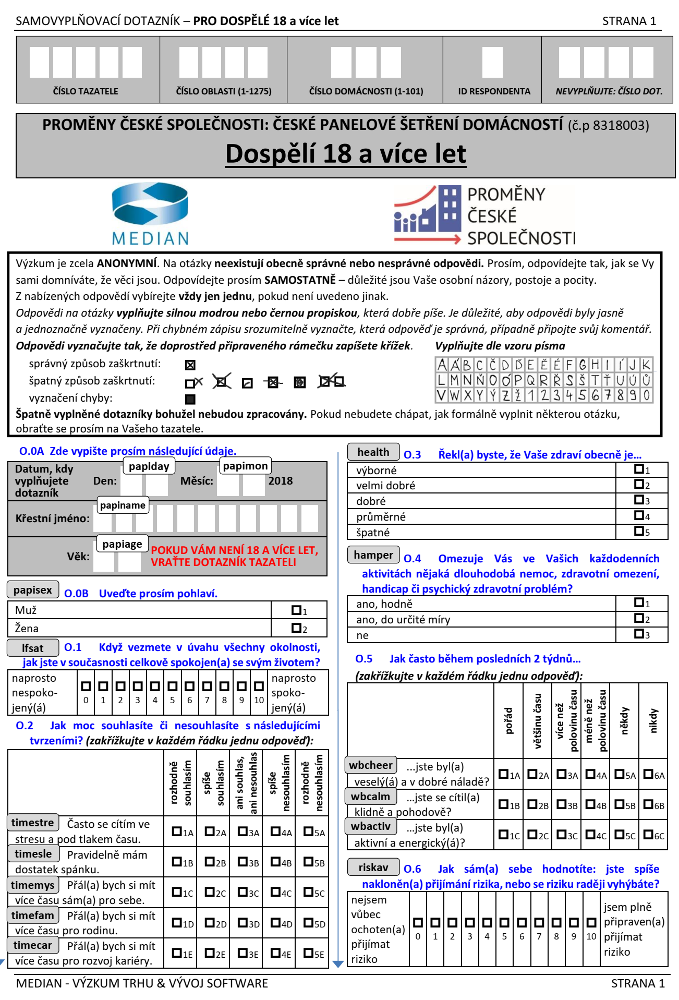 SAMOVYPLŇOVACÍ DOTAZNÍK – PRO DOSPĚLÉ 18 a více let STRANA 1
ČÍSLO TAZATELE ČÍSLO OBLASTI (1-1275) ČÍSLO DOMÁCNOSTI (1-101) ID RESPONDENTA NEVYPLŇUJTE: ČÍSLO DOT.
PROMĚNY ČESKÉ SPOLEČNOSTI: ČESKÉ PANELOVÉ ŠETŘENÍ DOMÁCNOSTÍ (č.p 8318003)
Dospělí 18 a více let
MEDIAN
PROMĚNY
ČESKÉ
SPOLEČNOSTI
Výzkum je zcela ANONYMNÍ. Na otázky neexistují obecně správné nebo nesprávné odpovědi. Prosím, odpovídejte tak, jak se Vy
sami domníváte, že věci jsou. Odpovídejte prosím SAMOSTATNĚ – důležité jsou Vaše osobní názory, postoje a pocity.
Z nabízených odpovědí vybírejte vždy jen jednu, pokud není uvedeno jinak.
Odpovědi na otázky vyplňujte silnou modrou nebo černou propiskou, která dobře píše. Je důležité, aby odpovědi byly jasně
a jednoznačně vyznačeny. Při chybném zápisu srozumitelně vyznačte, která odpověď je správná, případně připojte svůj komentář.
Odpovědi vyznačujte tak, že doprostřed připraveného rámečku zapíšete křížek. Vyplňujte dle vzoru písma
správný způsob zaškrtnutí:
špatný způsob zaškrtnutí:
vyznačení chyby:
A Á B C Č D Ď E Ě É F G H I Í J K
L M N Ň O Ó P Q R Ř S Š T Ť U Ú Ů
V W X Y Ý Z Ž 1 2 3 4 5 6 7 8 9 0
Špatně vyplněné dotazníky bohužel nebudou zpracovány. Pokud nebudete chápat, jak formálně vyplnit některou otázku,
obraťte se prosím na Vašeho tazatele.
O.0A Zde vypište prosím následující údaje.
Datum, kdy
vyplňujete
dotazník
Den: papiday Měsíc: papimon 2018
papiname
Křestní jméno:
papiage
Věk:
POKUD VÁM NENÍ 18 A VÍCE LET,
VRAŤTE DOTAZNÍK TAZATELI
papisex O.0B Uveďte prosím pohlaví.
Muž 1
Žena 2
lfsat O.1 Když vezmete v úvahu všechny okolnosti,
jak jste v současnosti celkově spokojen(a) se svým životem?
naprosto
nespoko-
jený(á)
0 1 2 3 4 5 6 7 8 9 10
naprosto
spoko-
jený(á)
O.2 Jak moc souhlasíte či nesouhlasíte s následujícími
tvrzeními? (zakřížkujte v každém řádku jednu odpověď):
rozhodně
souhlasím
spíše
souhlasím
ani souhlas,
ani nesouhlas
spíše
nesouhlasím
rozhodně
nesouhlasím
timestre Často se cítím ve
stresu a pod tlakem času. 1A 2A 3A 4A 5A
timesle Pravidelně mám
dostatek spánku. 1B 2B 3B 4B 5B
timemys Přál(a) bych si mít
více času sám(a) pro sebe. 1C 2C 3C 4C 5C
timefam Přál(a) bych si mít
více času pro rodinu. 1D 2D 3D 4D 5D
timecar Přál(a) bych si mít
více času pro rozvoj kariéry. 1E 2E 3E 4E 5E
health O.3 Řekl(a) byste, že Vaše zdraví obecně je…
výborné 1
velmi dobré 2
dobré 3
průměrné 4
špatné 5
hamper O.4 Omezuje Vás ve Vašich každodenních
aktivitách nějaká dlouhodobá nemoc, zdravotní omezení,
handicap či psychický zdravotní problém?
ano, hodně 1
ano, do určité míry 2
ne 3
O.5 Jak často během posledních 2 týdnů…
(zakřížkujte v každém řádku jednu odpověď):
pořád
většinu času
více než
polovinu času
méně než
polovinu času
někdy
nikdy
wbcheer ...jste byl(a)
veselý(á) a v dobré náladě? 1A 2A 3A 4A 5A 6A
wbcalm …jste se cítil(a)
klidně a pohodově? 1B 2B 3B 4B 5B 6B
wbactiv …jste byl(a)
aktivní a energický(á)? 1C 2C 3C 4C 5C 6C
riskav O.6 Jak sám(a) sebe hodnotíte: jste spíše
nakloněn(a) přijímání rizika, nebo se riziku raději vyhýbáte?
nejsem
vůbec
ochoten(a)
přijímat
riziko
0 1 2 3 4 5 6 7 8 9 10
jsem plně
připraven(a)
přijímat
riziko
MEDIAN - VÝZKUM TRHU & VÝVOJ SOFTWARE STRANA 1